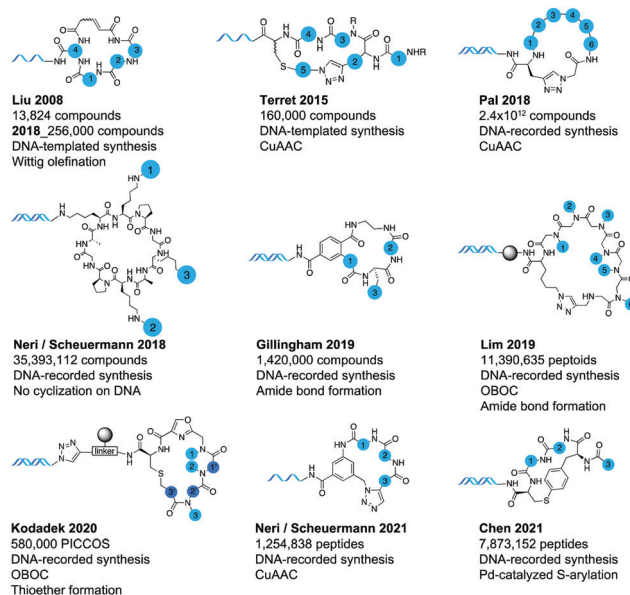 Liu 2008
13,824 compounds
2018_256,000 compounds
DNA-templated synthesis
Wittig olefination
Terret 2015
160,000 compounds
DNA-templated synthesis
CuAAC
Pal 2018
2.4x10¹² compounds
DNA-recorded synthesis
CuAAC
Neri / Scheuermann 2018
35,393,112 compounds
DNA-recorded synthesis
No cyclization on DNA
Gillingham 2019
1,420,000 compounds
DNA-recorded synthesis
Amide bond formation
Lim 2019
11,390,635 peptoids
DNA-recorded synthesis
OBOC
Amide bond formation
linker
Kodadek 2020
580,000 PICCOS
DNA-recorded synthesis
OBOC
Thioether formation
Neri / Scheuermann 2021
1,254,838 peptides
DNA-recorded synthesis
CuAAC
Chen 2021
7,873,152 peptides
DNA-recorded synthesis
Pd-catalyzed S-arylation